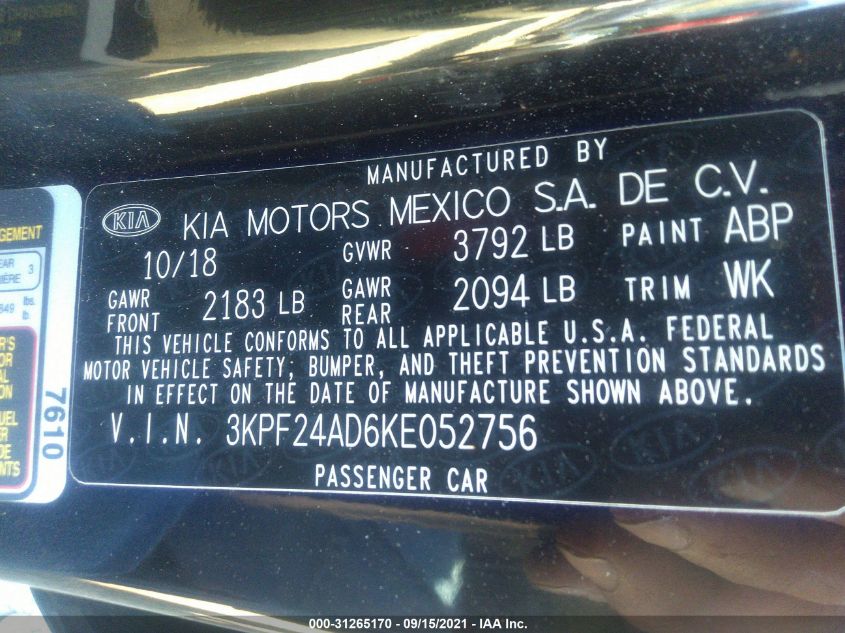 MANUFACTURED BY
KIA KIA MOTORS MEXICO S.A. DE C.V.
10/18 GVWR 3792 LB PAINT ABP
GAWR FRONT 2183 LB GAWR REAR 2094 LB TRIM WK
THIS VEHICLE CONFORMS TO ALL APPLICABLE U.S.A. FEDERAL
MOTOR VEHICLE SAFETY, BUMPER, AND THEFT PREVENTION STANDARDS
IN EFFECT ON THE DATE OF MANUFACTURE SHOWN ABOVE.
V.I.N. 3KPF24AD6KE052756
PASSENGER CAR
7610
000-31265170 - 09/15/2021 - IAA Inc.